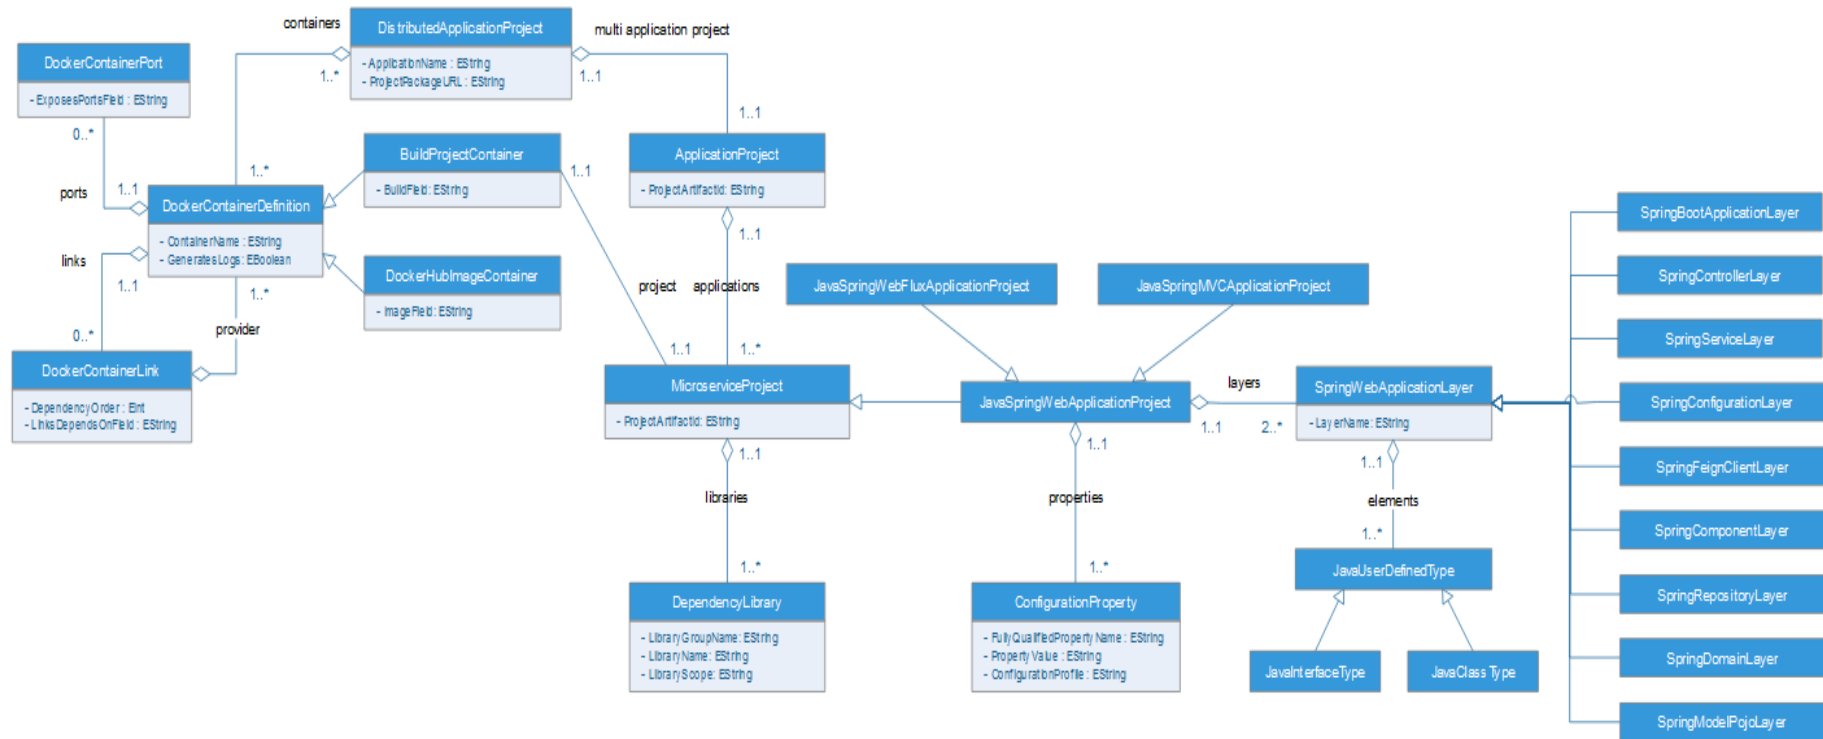 containers
DistributedApplicationProject
multi application project
- ApplicationName : EString
- ProjectPackageURL : EString
1..*
1..1
DockerContainerPort
- ExposesPortsField : EString
0..*
1..1
BuildProjectContainer
- BuildField: EString
1..1
ApplicationProject
- ProjectArtifactId: EString
1..1
1..*
ports
1..1
DockerContainerDefinition
- ContainerName : EString
- GeneratesLogs: EBoolean
links
1..1
1..*
DockerHubImageContainer
- ImageField: EString
project
applications
provider
0..*
DockerContainerLink
- DependencyOrder : EInt
- LinksDependsOnField : EString
1..1
1..*
MicroserviceProject
- ProjectArtifactId: EString
1..1
libraries
1..*
DependencyLibrary
- LibraryGroupName: EString
- LibraryName: EString
- LibraryScope: EString
JavaSpringWebFluxApplicationProject
JavaSpringMVCApplicationProject
JavaSpringWebApplicationProject
layers
1..1
2..*
1..1
properties
1..*
ConfigurationProperty
- FullyQualifiedPropertyName : EString
- PropertyValue : EString
- ConfigurationProfile : EString
SpringWebApplicationLayer
- LayerName: EString
1..1
elements
1..*
JavaUserDefinedType
JavaInterfaceType
JavaClass Type
SpringBootApplicationLayer
SpringControllerLayer
SpringServiceLayer
SpringConfigurationLayer
SpringFeignClientLayer
SpringComponentLayer
SpringRepositoryLayer
SpringDomainLayer
SpringModelPojoLayer